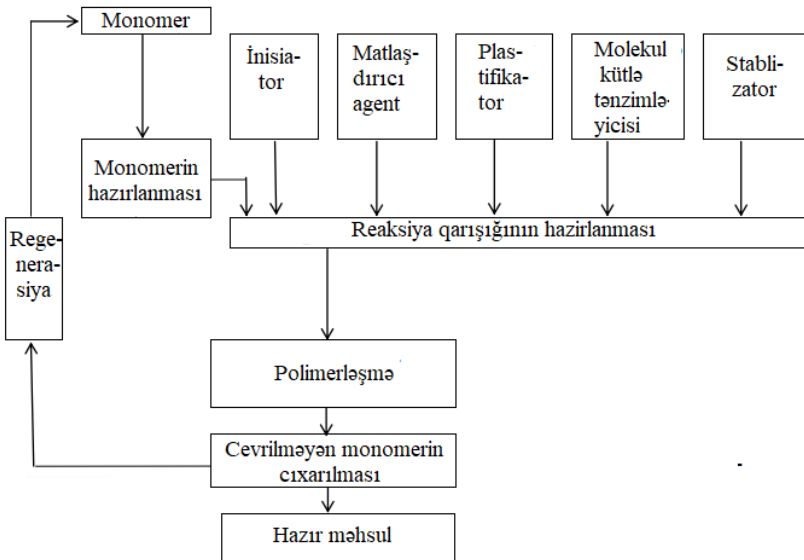 Monomer
İnisia-
tor
Matlaş-
dırıcı
agent
Plas-
tifika-
tor
Molekul
kütlə
tənzimlə-
yicisi
Stabli-
zator
Monomerin
hazırlanması
Reaksiya qarışığının hazirlanması
Rege-
nera-
siya
Polimerləşmə
Cevrilməyən monomerin
cıxarılması
Hazır məhsul